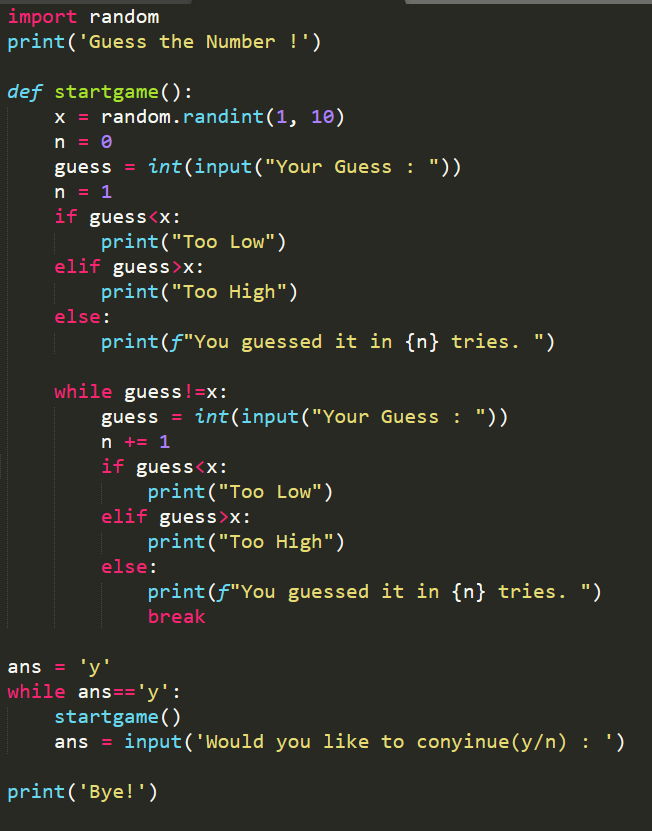 import random
print('Guess the Number !')

def startgame():
    x = random.randint(1, 10)
    n = 0
    guess = int(input("Your Guess : "))
    n = 1
    if guess<x:
        print("Too Low")
    elif guess>x:
        print("Too High")
    else:
        print(f"You guessed it in {n} tries. ")

    while guess!=x:
        guess = int(input("Your Guess : "))
        n += 1
        if guess<x:
            print("Too Low")
        elif guess>x:
            print("Too High")
        else:
            print(f"You guessed it in {n} tries. ")
            break

ans = 'y'
while ans=='y':
    startgame()
    ans = input('Would you like to conyinue(y/n) : ')

print('Bye!')